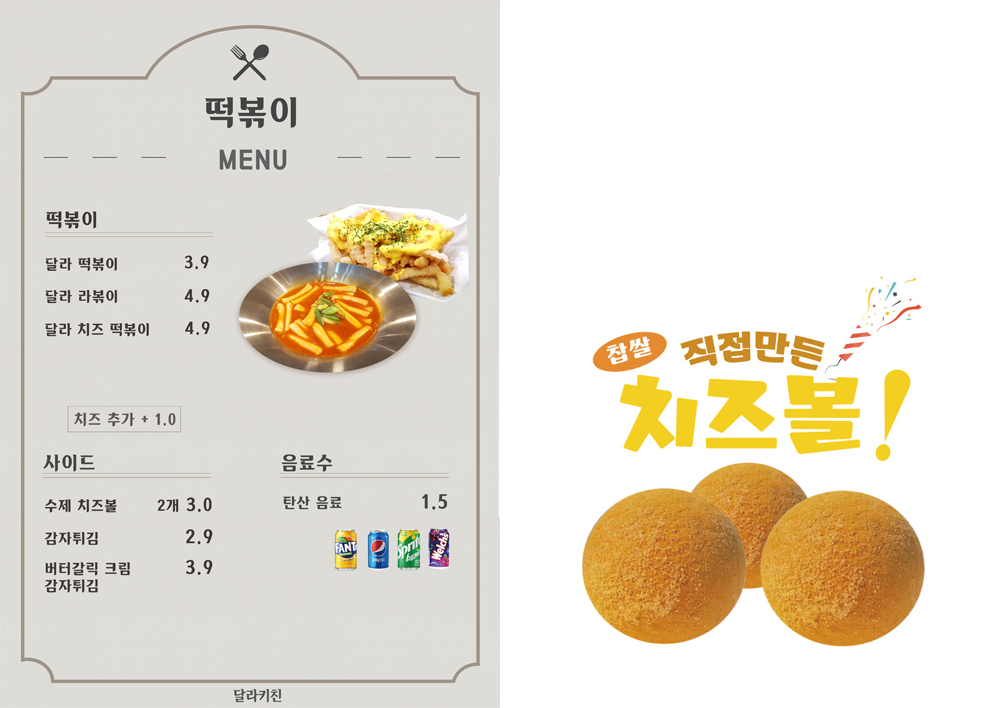 떡볶이
MENU
떡볶이
달라 떡볶이 3.9
달라 라볶이 4.9
달라 치즈 떡볶이 4.9
치즈 추가 + 1.0
사이드
수제 치즈볼 2개 3.0
감자튀김 2.9
버터갈릭 크림 3.9
감자튀김
음료수
탄산 음료 1.5
FANTA
pepsi
Sprite
Welch's
달라키친
찹쌀 직접만든
치즈볼!